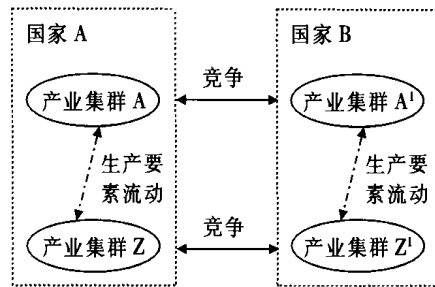 国家 A
国家 B
产业集群 A
竞争
产业集群 A¹
生产要
素流动
生产要
素流动
产业集群 Z
竞争
产业集群 Z¹